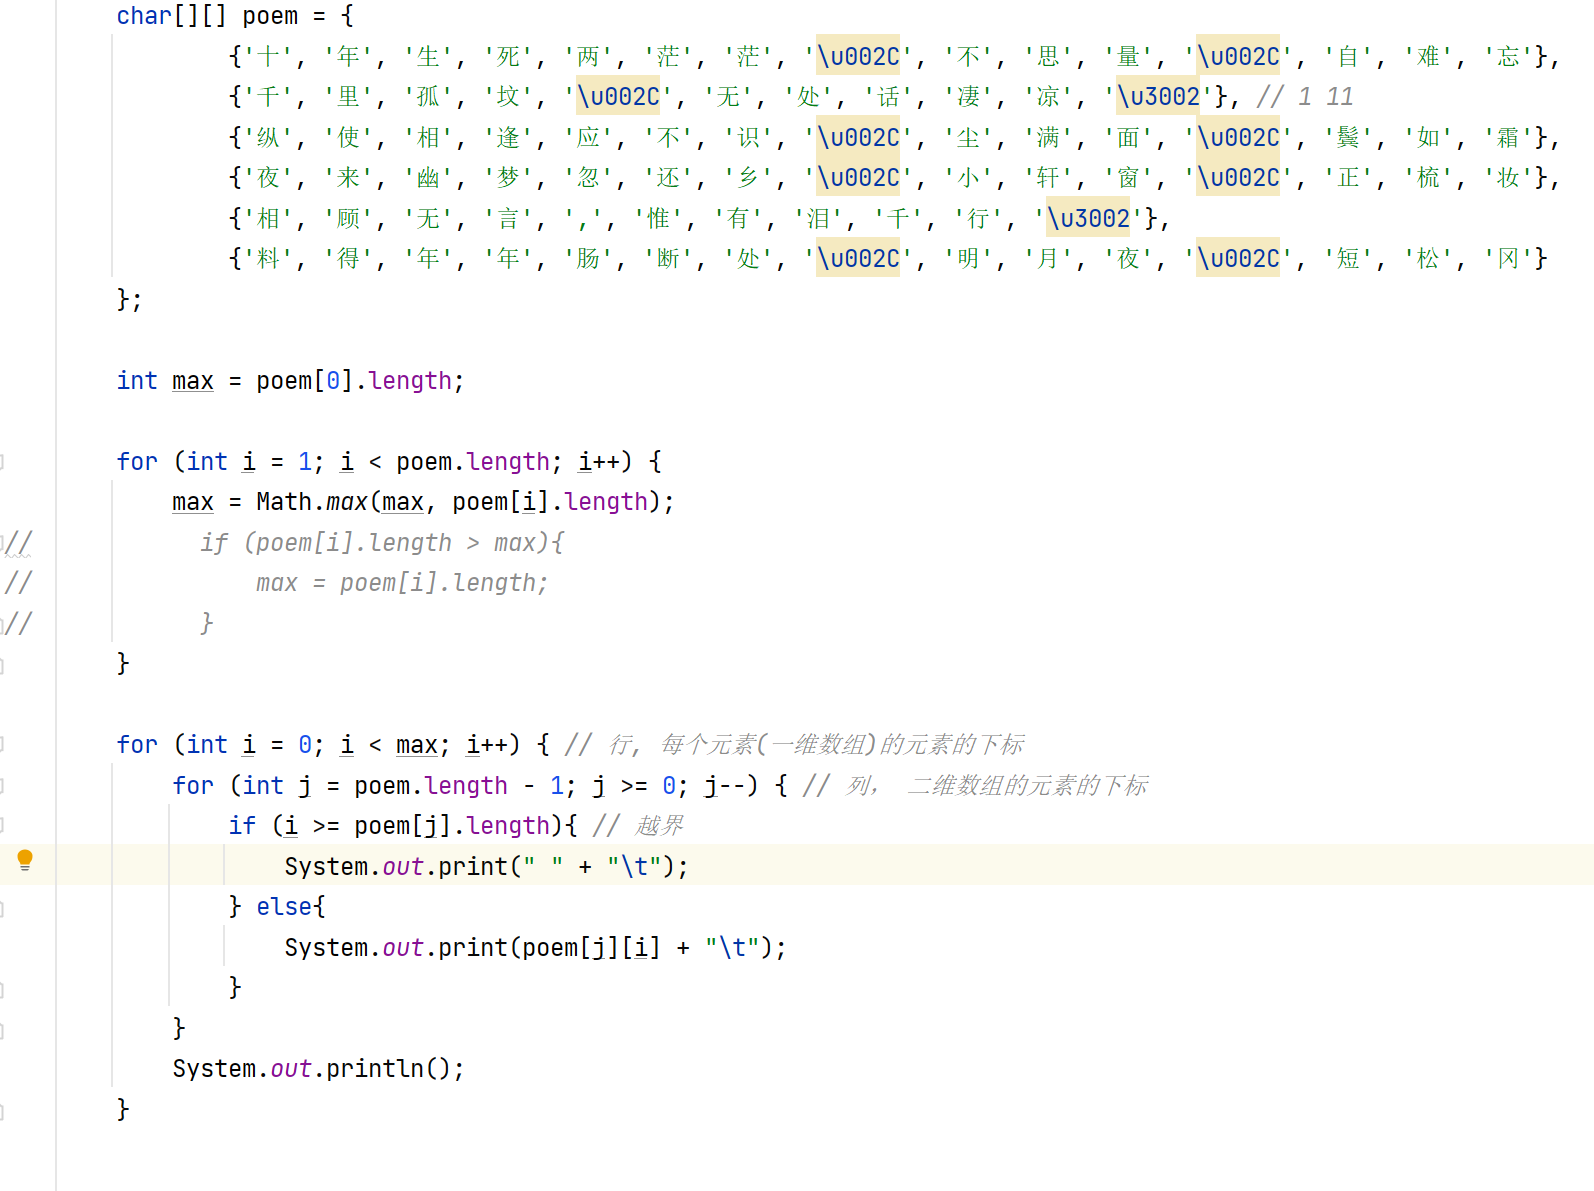 char[][] poem = {
{'十', '年', '生', '死', '两', '茫', '茫', '\u002C', '不', '思', '量', '\u002C', '自', '难', '忘'},
{'千', '里', '孤', '坟', '\u002C', '无', '处', '话', '凄', '凉', '\u3002'}, // 1 11
{'纵', '使', '相', '逢', '应', '不', '识', '\u002C', '尘', '满', '面', '\u002C', '鬓', '如', '霜'},
{'夜', '来', '幽', '梦', '忽', '还', '乡', '\u002C', '小', '轩', '窗', '\u002C', '正', '梳', '妆'},
{'相', '顾', '无', '言', ',', '惟', '有', '泪', '千', '行', '\u3002'},
{'料', '得', '年', '年', '肠', '断', '处', '\u002C', '明', '月', '夜', '\u002C', '短', '松', '冈'}
};
int max = poem[0].length;
for (int i = 1; i < poem.length; i++) {
max = Math.max(max, poem[i].length);
// if (poem[i].length > max){
// max = poem[i].length;
// }
}
for (int i = 0; i < max; i++) { // 行, 每个元素(一维数组)的元素的下标
for (int j = poem.length - 1; j >= 0; j--) { // 列， 二维数组的元素的下标
if (i >= poem[j].length){ // 越界
System.out.print(" " + "\t");
} else{
System.out.print(poem[j][i] + "\t");
}
}
System.out.println();
}